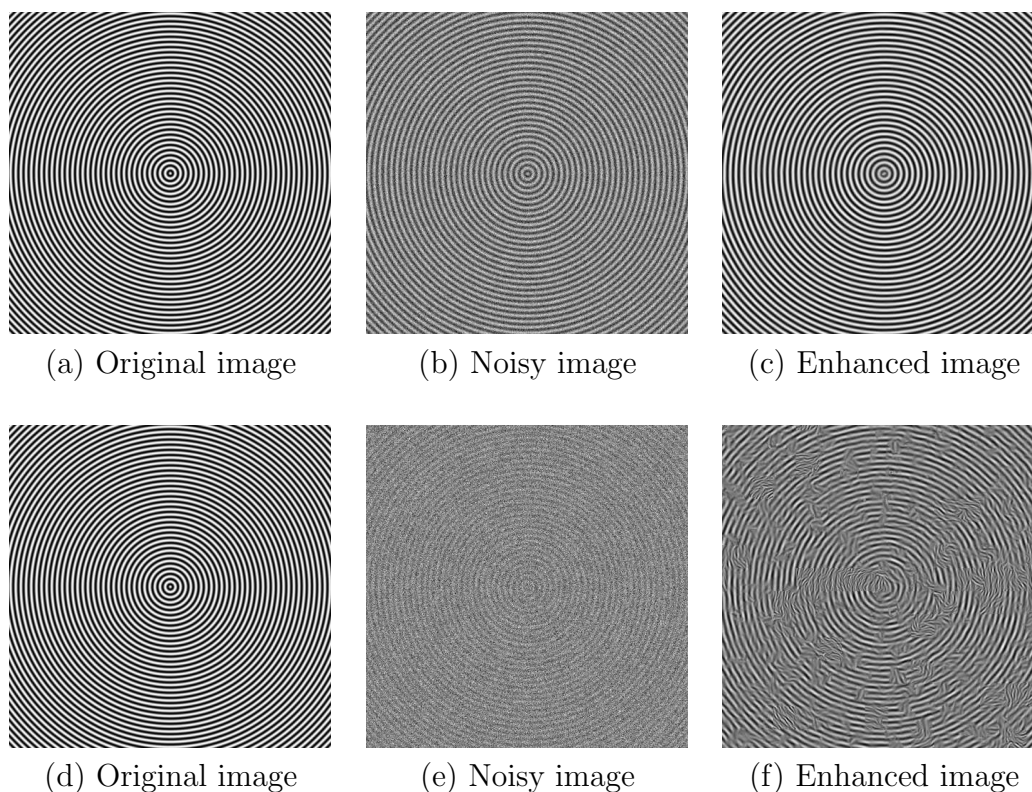 (a) Original image
(b) Noisy image
(c) Enhanced image
(d) Original image
(e) Noisy image
(f) Enhanced image